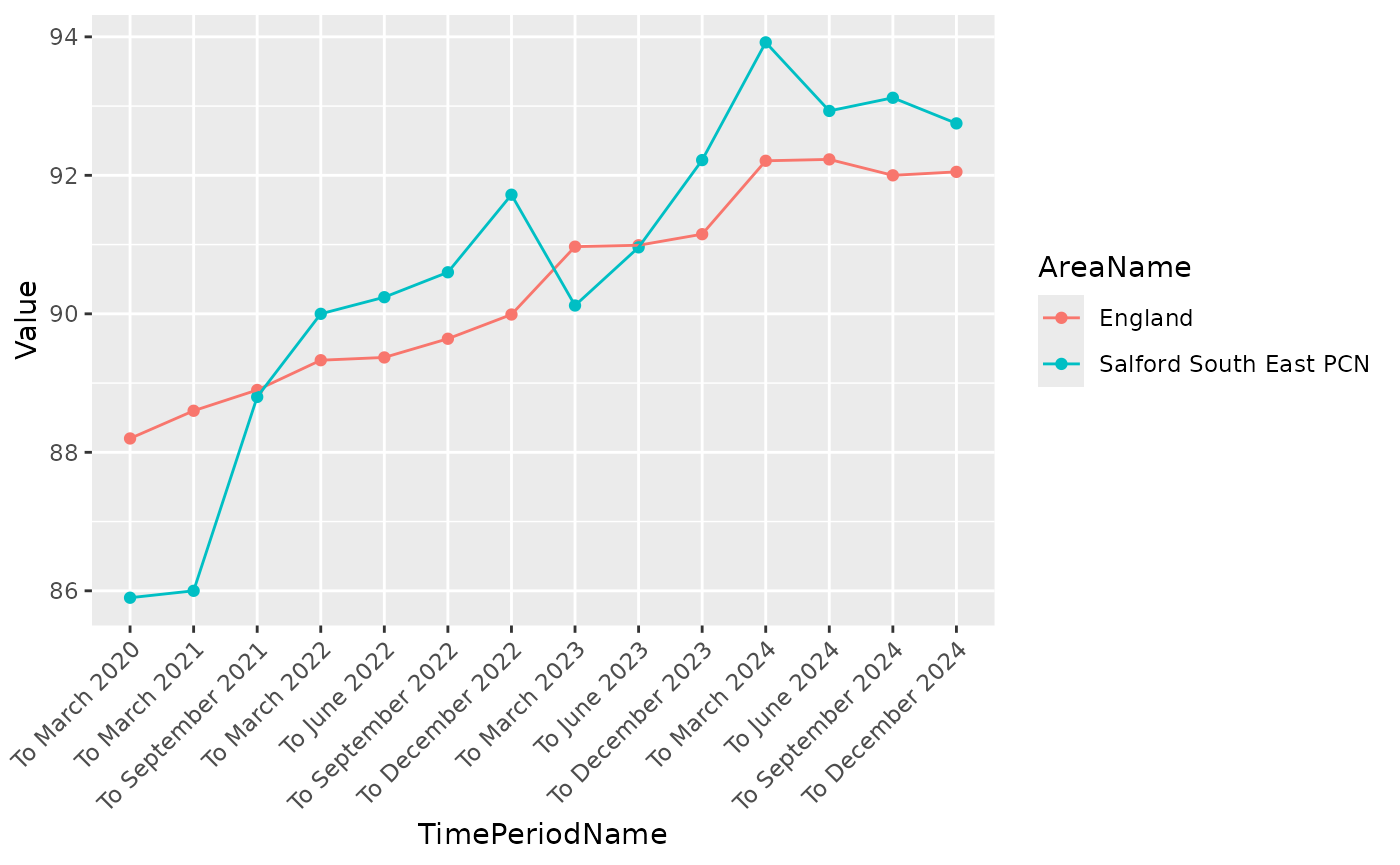 94
92
90
88
86
Value
To March 2020
To March 2021
To September 2021
To March 2022
To June 2022
To September 2022
To December 2022
To March 2023
To June 2023
To December 2023
To March 2024
To June 2024
To September 2024
To December 2024
TimePeriodName
AreaName
England
Salford South East PCN